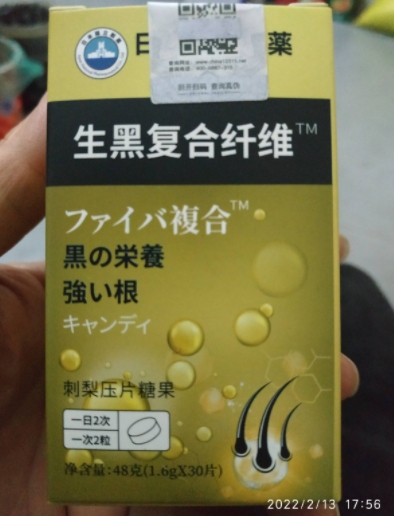 日
薬
生黑复合纤维™
ファイバ複合™
黒の栄養
強い根
キャンディ
刺梨压片糖果
一日2次
一次2粒
净含量:48克(1.6gX30片)
2022/2/13 17:56